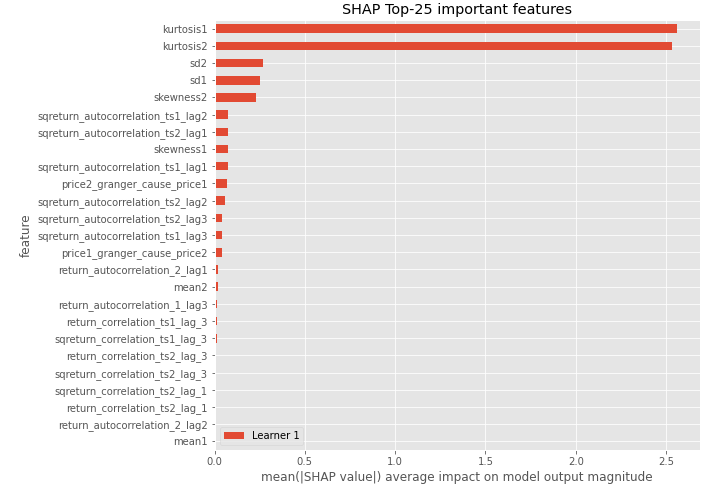 SHAP Top-25 important features
kurtosis1
kurtosis2
sd2
sd1
skewness2
sqreturn_autocorrelation_ts1_lag2
sqreturn_autocorrelation_ts2_lag1
skewness1
sqreturn_autocorrelation_ts1_lag1
price2_granger_cause_price1
sqreturn_autocorrelation_ts2_lag2
sqreturn_autocorrelation_ts2_lag3
sqreturn_autocorrelation_ts1_lag3
price1_granger_cause_price2
return_autocorrelation_2_lag1
mean2
return_autocorrelation_1_lag3
return_correlation_ts1_lag_3
sqreturn_correlation_ts1_lag_3
return_correlation_ts2_lag_3
sqreturn_correlation_ts2_lag_3
sqreturn_correlation_ts2_lag_1
return_correlation_ts2_lag_1
return_autocorrelation_2_lag2
mean1
feature
Learner 1
0.0 0.5 1.0 1.5 2.0 2.5
mean(|SHAP value|) average impact on model output magnitude